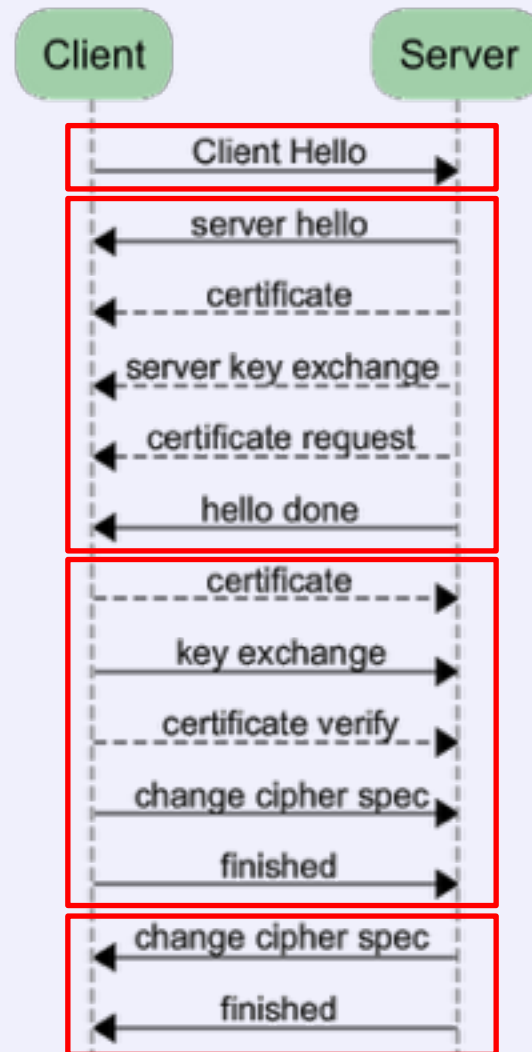 Client Server
Client Hello
server hello
certificate
server key exchange
certificate request
hello done
certificate
key exchange
certificate verify
change cipher spec
finished
change cipher spec
finished